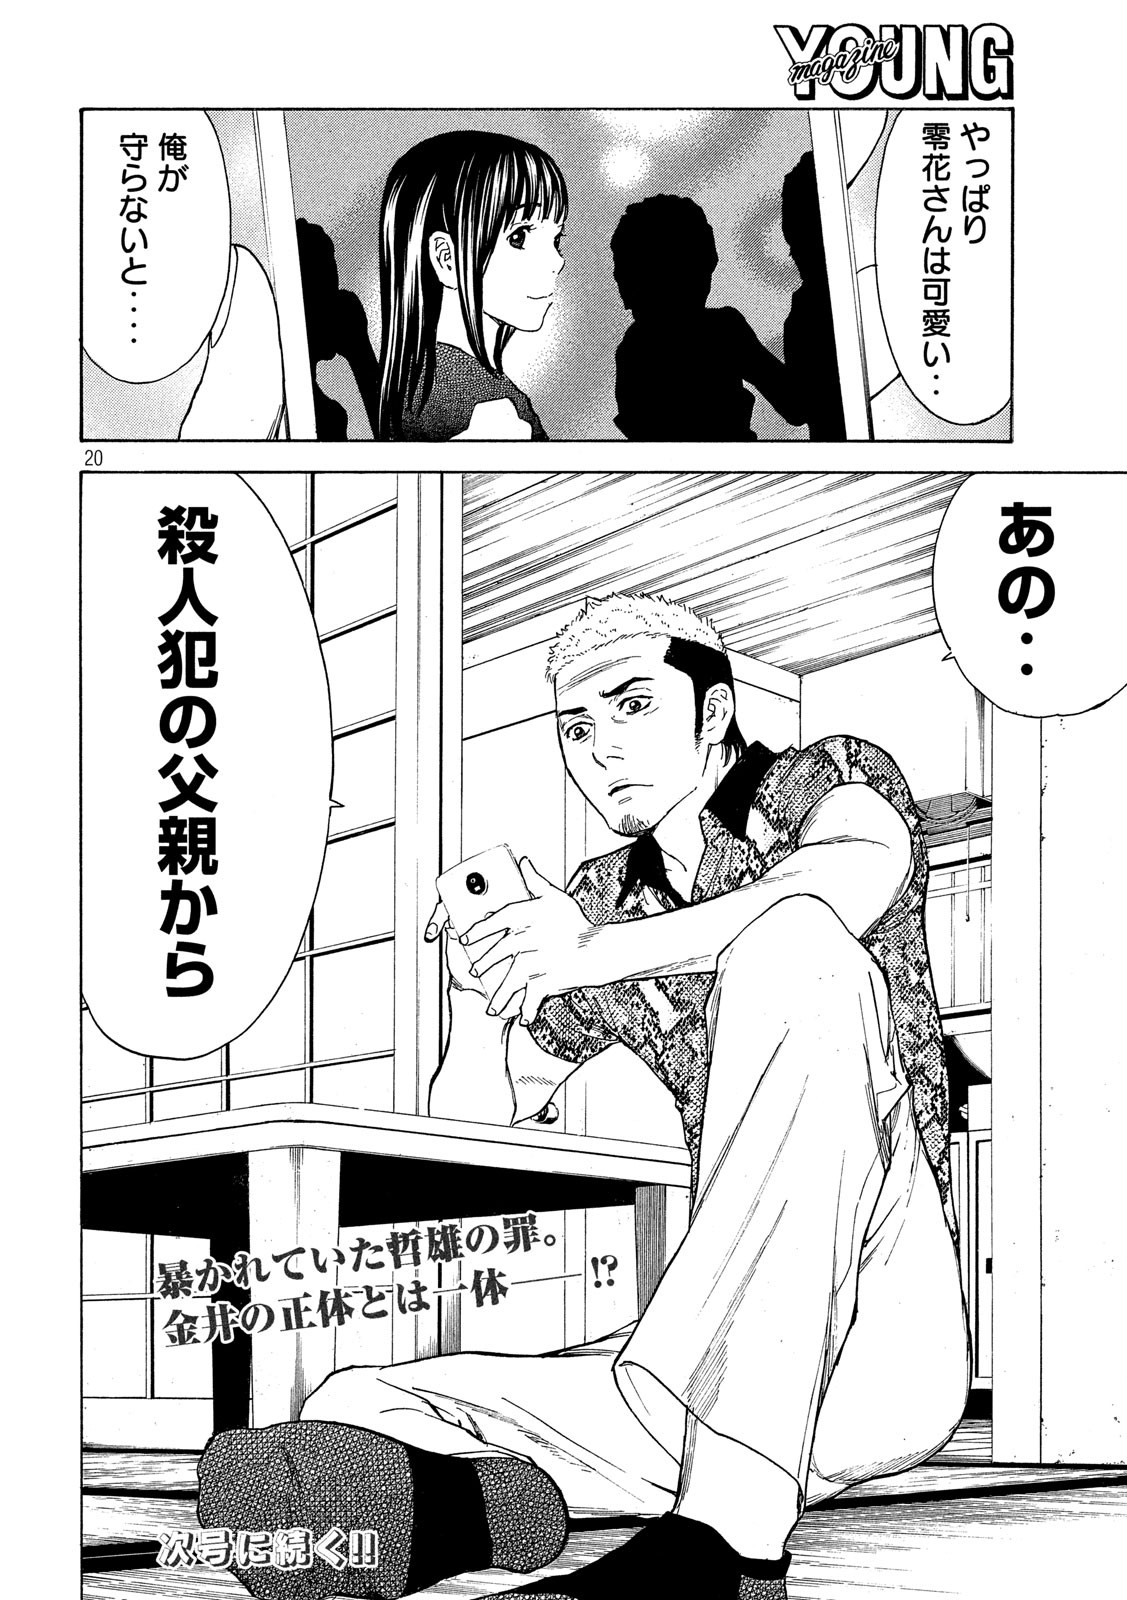 YOUNG
magazine
やっぱり
零花さんは可愛い‥
俺が
守らないと‥‥
20
あの‥
殺人犯の父親から
暴かれていた哲雄の罪。
金井の正体とは一体――!?
次号に続く!!